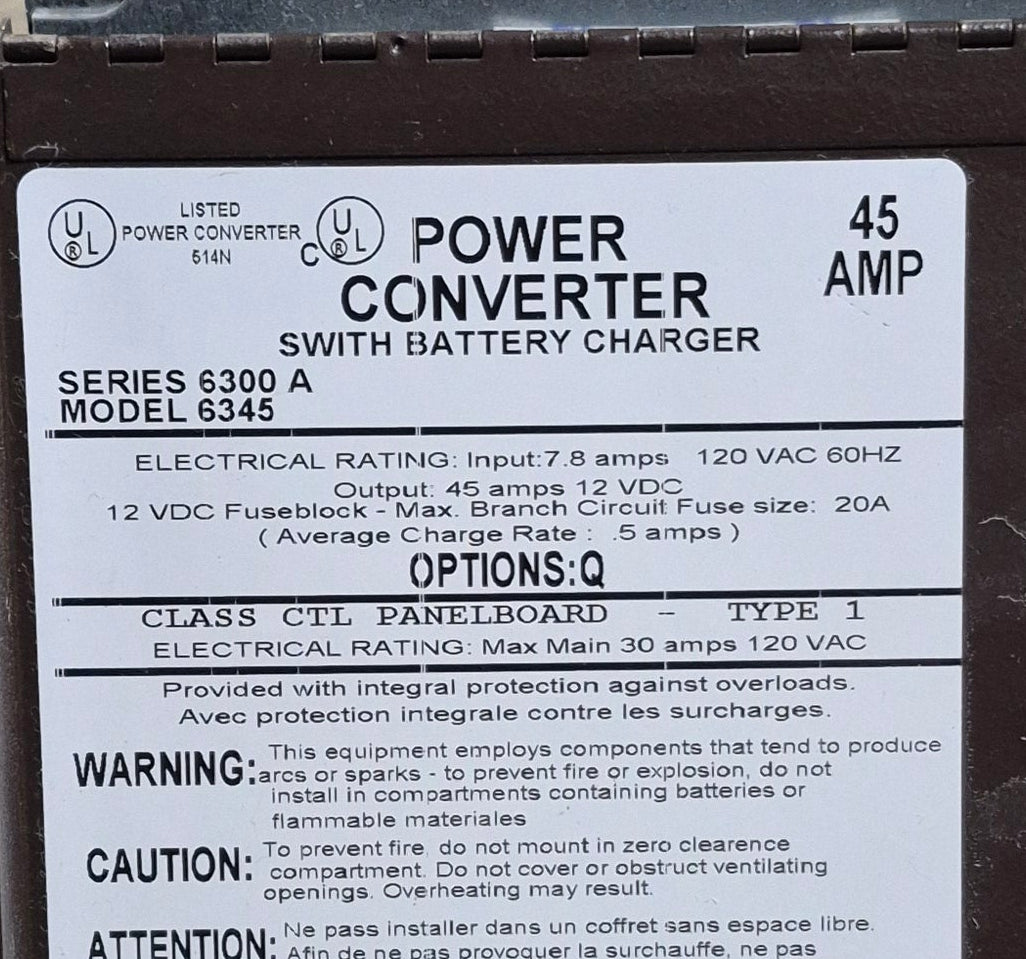 UL® LISTED POWER CONVERTER 514N
C UL®
POWER
CONVERTER
SWITH BATTERY CHARGER
45
AMP
SERIES 6300 A
MODEL 6345
ELECTRICAL RATING: Input:7.8 amps 120 VAC 60HZ
Output: 45 amps 12 VDC
12 VDC Fuseblock - Max. Branch Circuit Fuse size: 20A
( Average Charge Rate : .5 amps )
OPTIONS:Q
CLASS CTL PANELBOARD - TYPE 1
ELECTRICAL RATING: Max Main 30 amps 120 VAC
Provided with integral protection against overloads.
Avec protection integrale contre les surcharges.
WARNING: This equipment employs components that tend to produce
arcs or sparks - to prevent fire or explosion, do not
install in compartments containing batteries or
flammable materiales
CAUTION: To prevent fire, do not mount in zero clearence
compartment. Do not cover or obstruct ventilating
openings. Overheating may result.
ATTENTION: Ne pass installer dans un coffret sans espace libre.
Afin de ne pas provoquer la surchauffe, ne pas